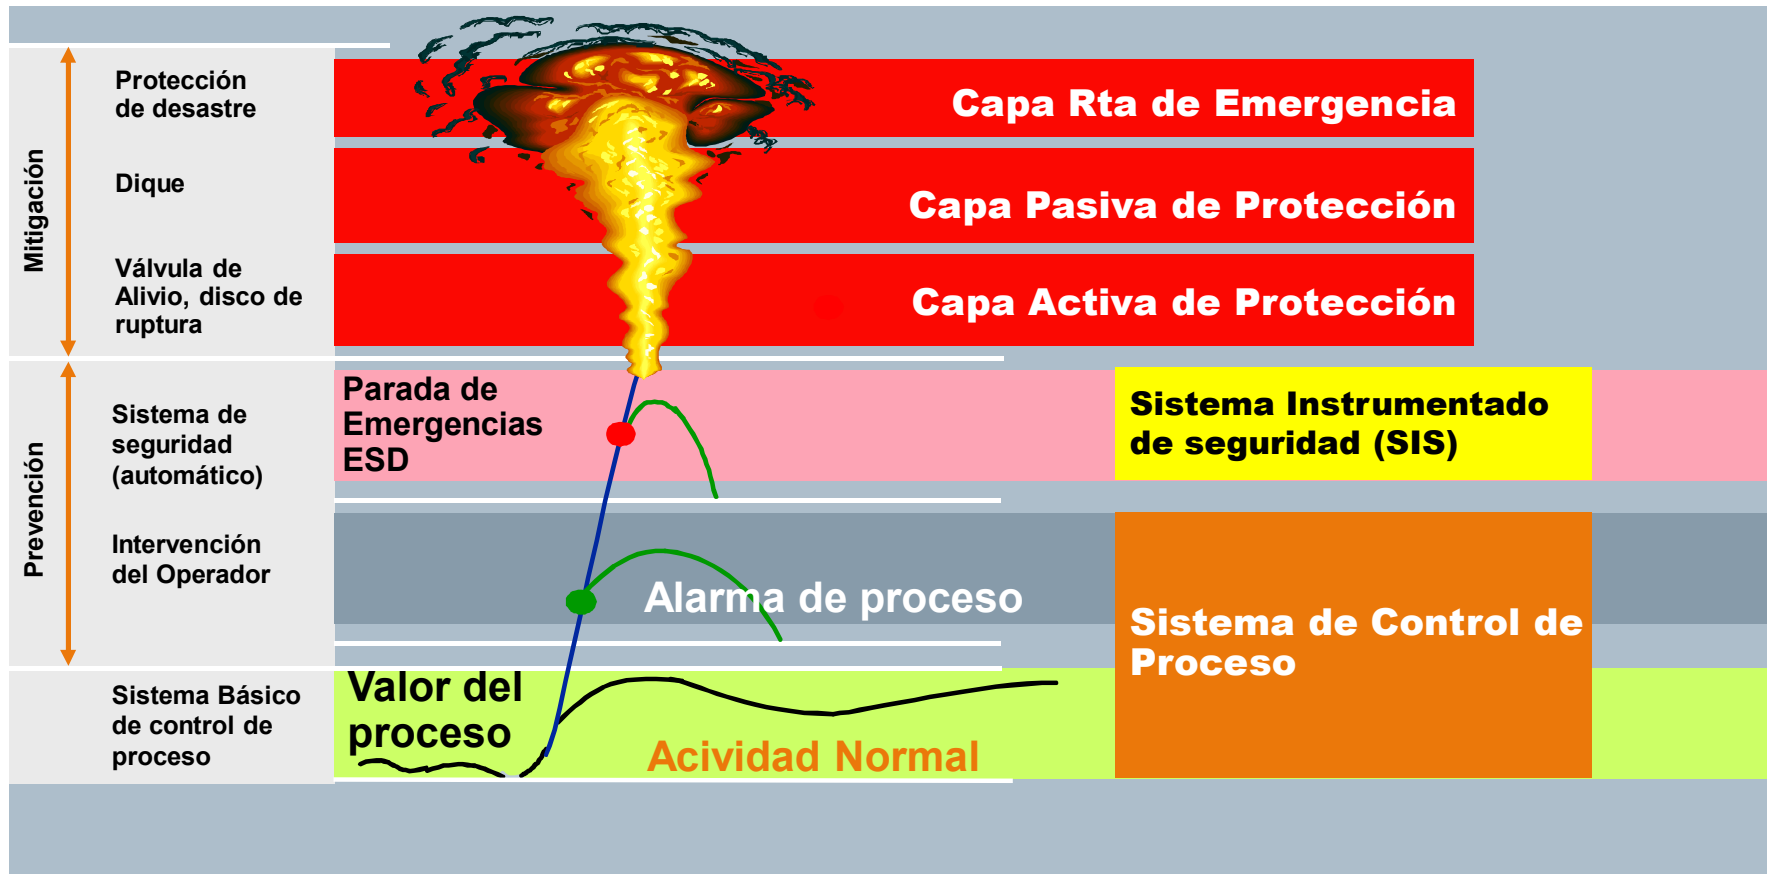 Mitigación
Protección
de desastre
Capa Rta de Emergencia
Dique
Capa Pasiva de Protección
Válvula de
Alivio, disco de
ruptura
Capa Activa de Protección
Prevención
Sistema de
seguridad
(automático)
Parada de
Emergencias
ESD
Sistema Instrumentado
de seguridad (SIS)
Intervención
del Operador
Alarma de proceso
Sistema de Control de
Proceso
Sistema Básico
de control de
proceso
Valor del
proceso
Acividad Normal